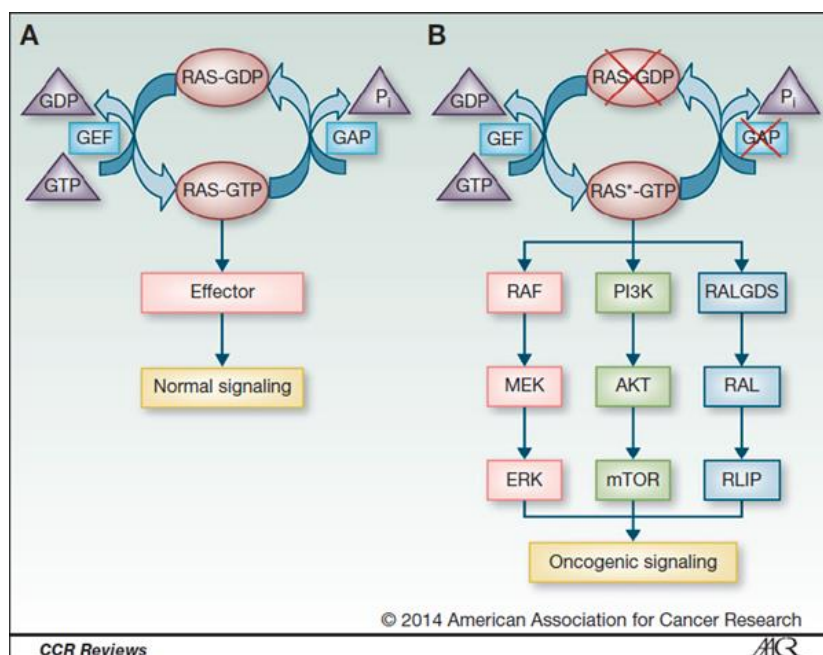 A
RAS-GDP
GDP
P i
GEF
GAP
GTP
RAS-GTP
Effector
Normal signaling
B
RAS-GDP
GDP
P i
GEF
GAP
GTP
RAS*-GTP
RAF
PI3K
RALGDS
MEK
AKT
RAL
ERK
mTOR
RLIP
Oncogenic signaling
© 2014 American Association for Cancer Research
CCR Reviews
AACR